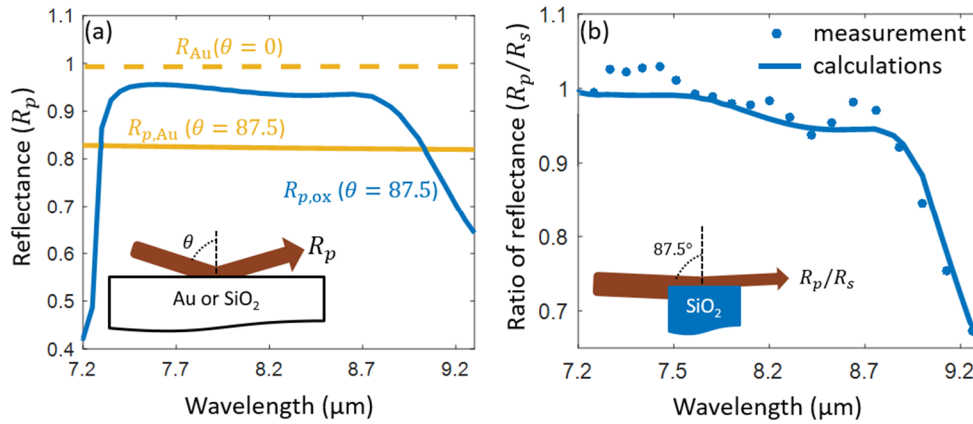 (a)
R_Au(θ = 0)
R_p,Au (θ = 87.5)
R_p,ox (θ = 87.5)
θ
R_p
Au or SiO₂
Reflectance (R_p)
1
0.9
0.8
0.7
0.6
0.5
0.4
7.2
7.7
8.2
8.7
9.2
Wavelength (μm)
(b)
measurement
calculations
87.5°
R_p/R_s
SiO₂
Ratio of reflectance (R_p/R_s)
1.1
1
0.9
0.8
0.7
7.2
7.7
8.2
8.7
9.2
Wavelength (μm)